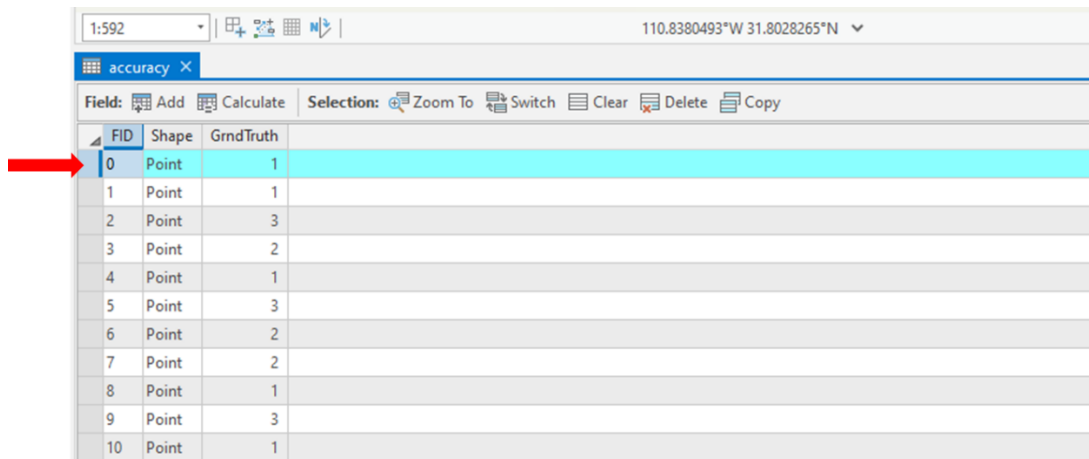 1:592 110.8380493°W 31.8028265°N
accuracy
Field: Add Calculate Selection: Zoom To Switch Clear Delete Copy
FID Shape GrndTruth
0 Point 1
1 Point 1
2 Point 3
3 Point 2
4 Point 1
5 Point 3
6 Point 2
7 Point 2
8 Point 1
9 Point 3
10 Point 1